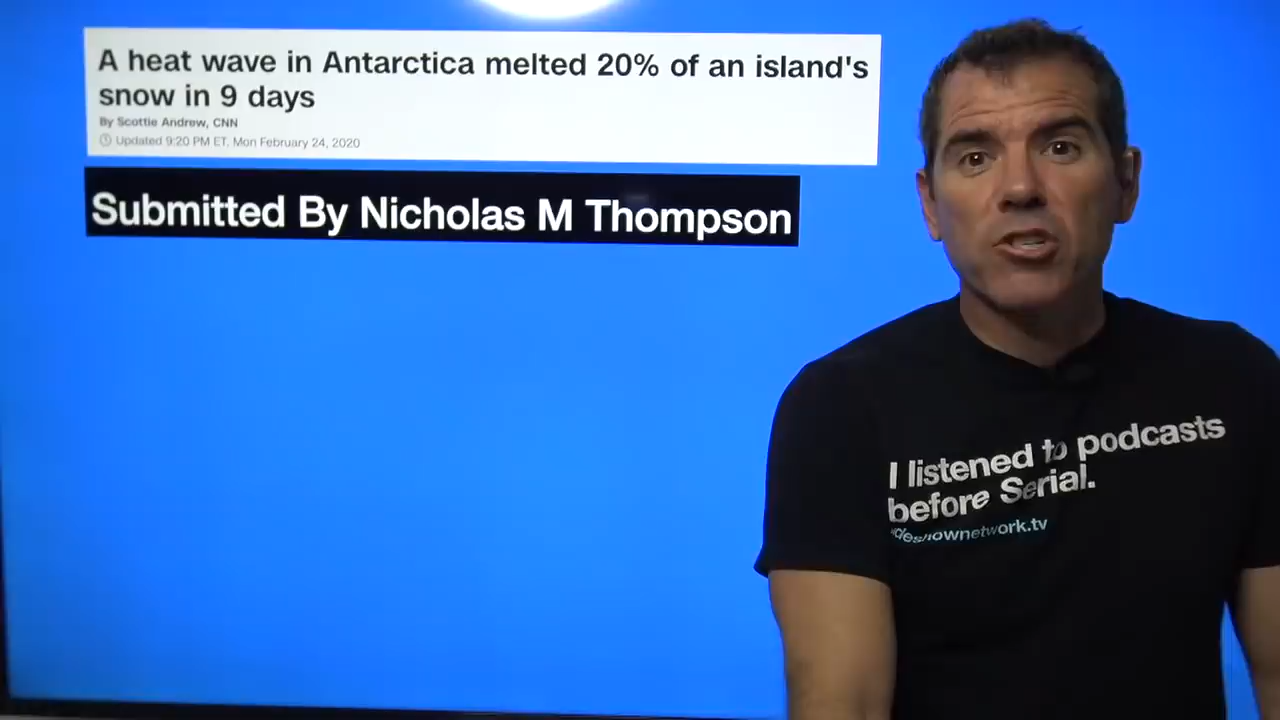 A heat wave in Antarctica melted 20% of an island's
snow in 9 days
By Scottie Andrew, CNN
Updated 9:20 PM ET, Mon February 24, 2020
Submitted By Nicholas M Thompson
I listened to podcasts
before Serial.